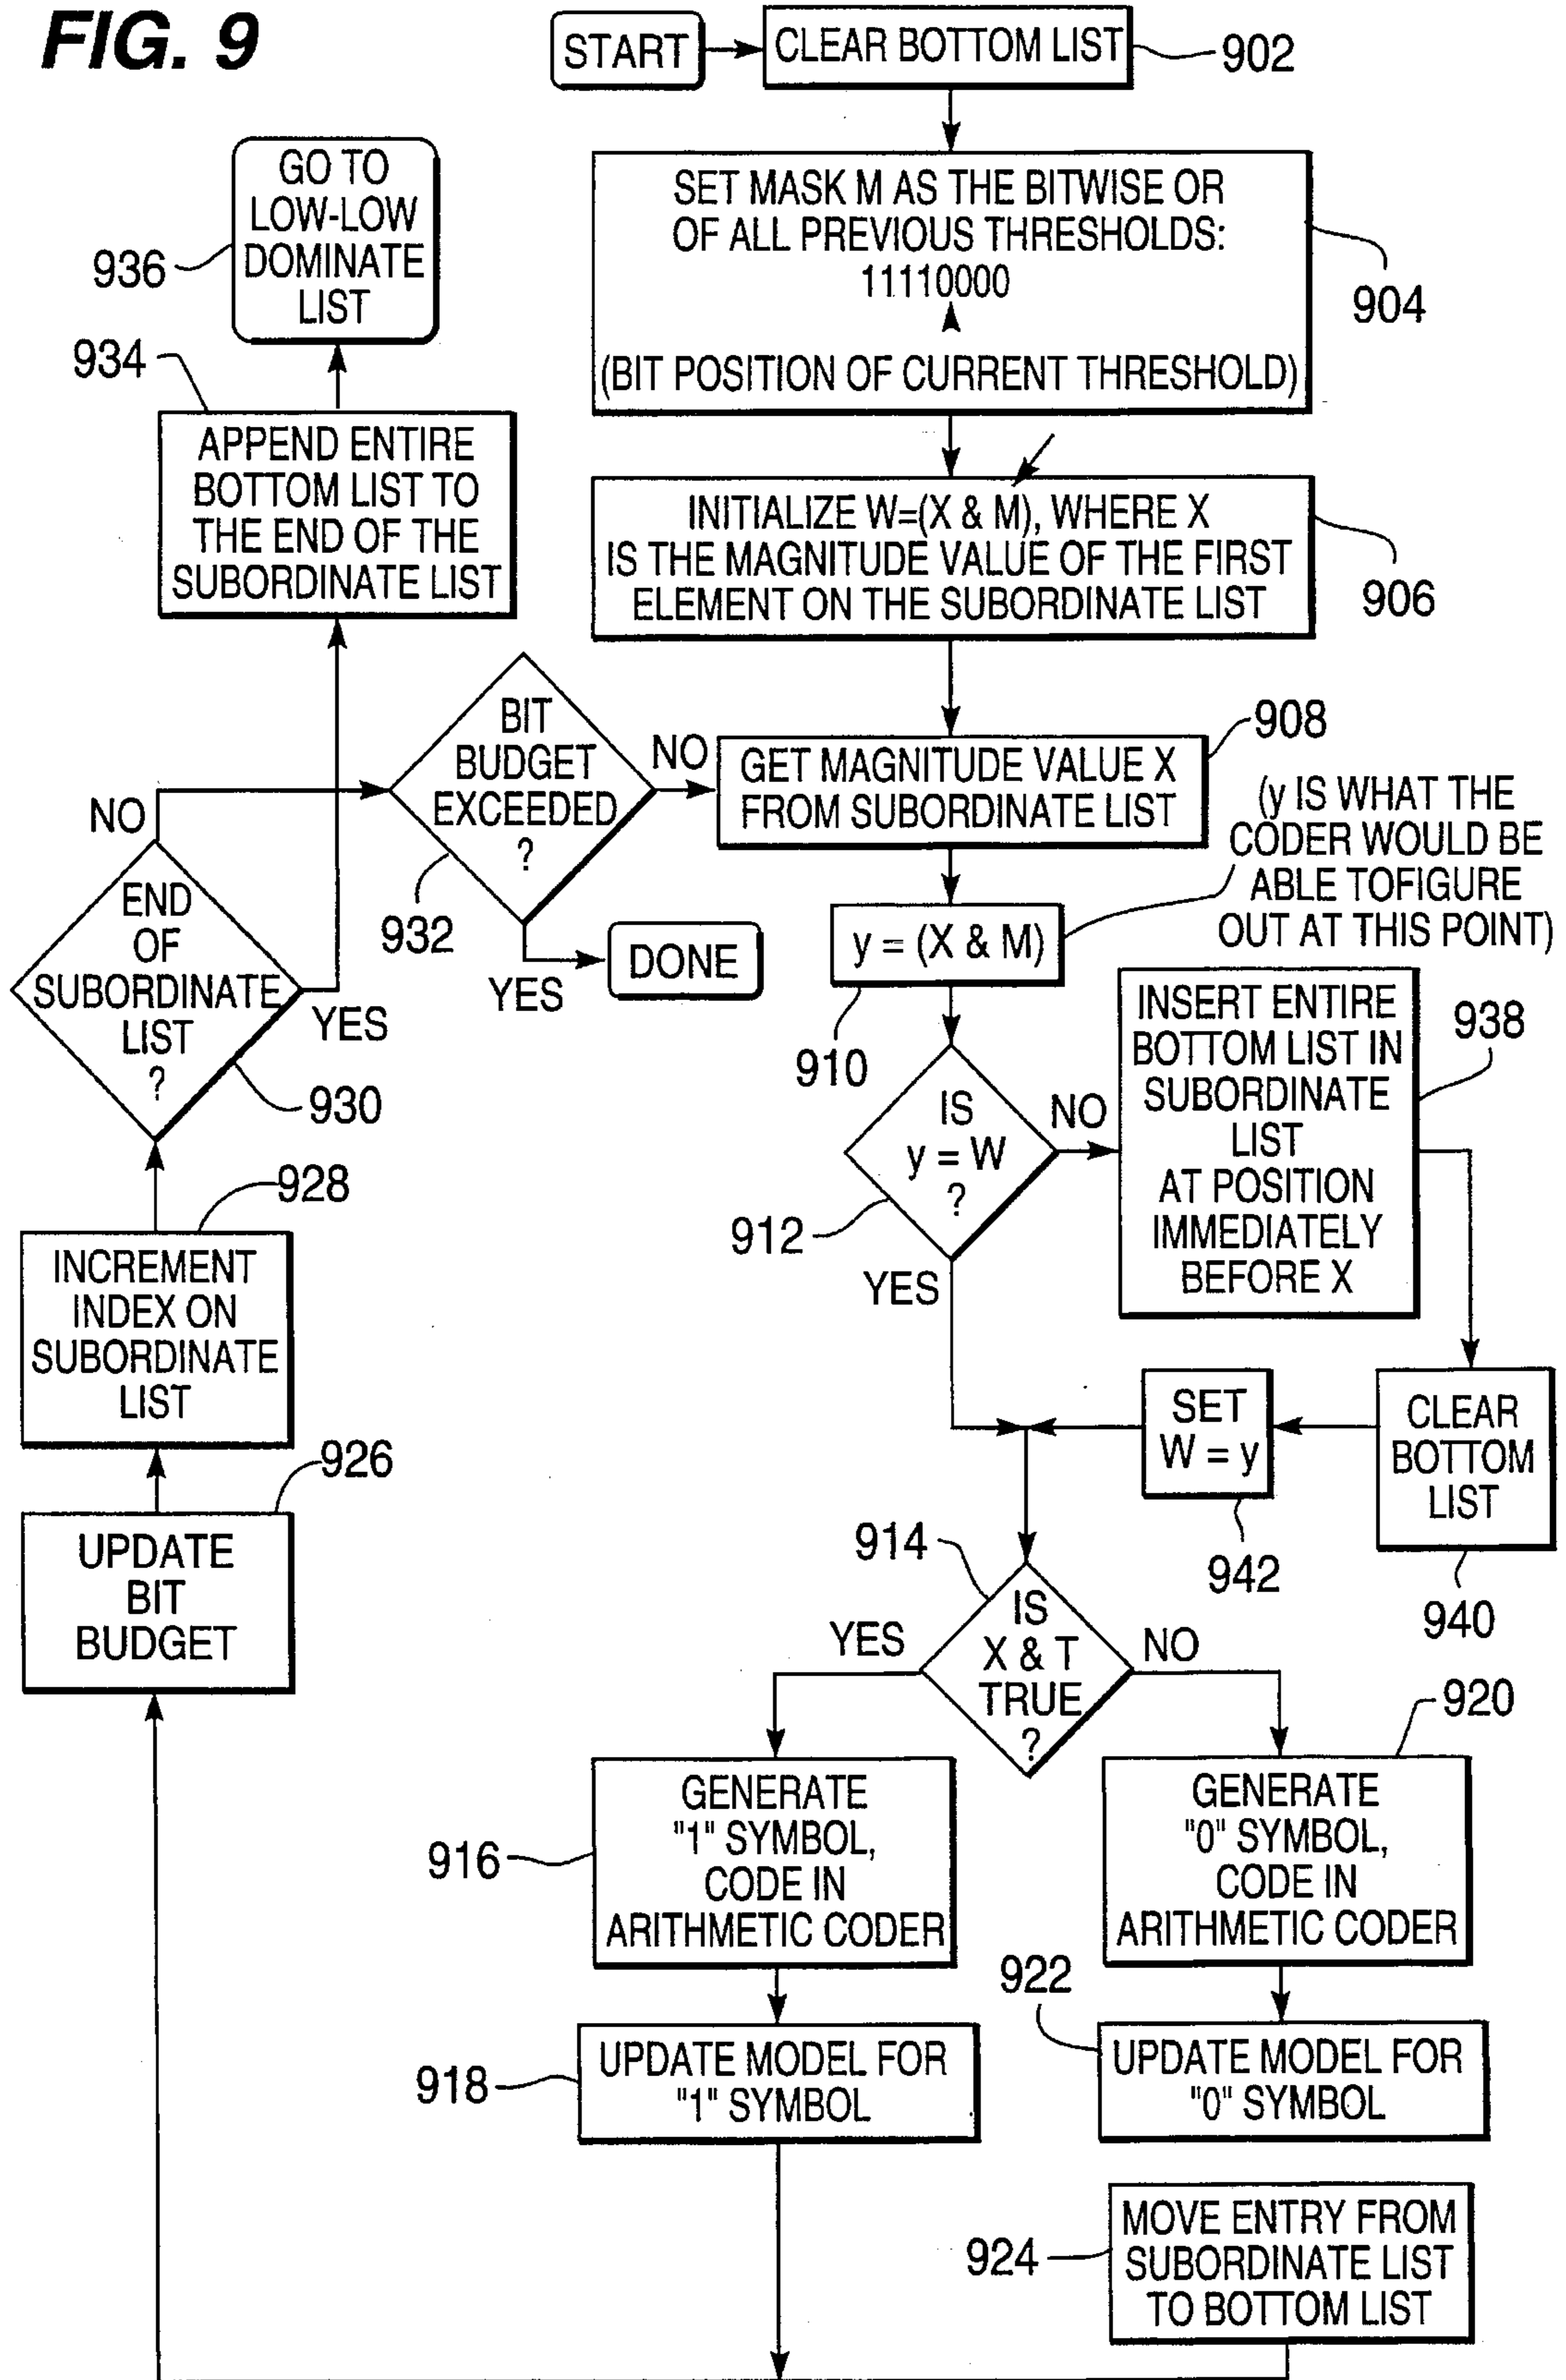 FIG. 9
START
CLEAR BOTTOM LIST
902
SET MASK M AS THE BITWISE OR
OF ALL PREVIOUS THRESHOLDS:
11110000
(BIT POSITION OF CURRENT THRESHOLD)
904
INITIALIZE W=(X & M), WHERE X
IS THE MAGNITUDE VALUE OF THE FIRST
ELEMENT ON THE SUBORDINATE LIST
906
GO TO
LOW-LOW
DOMINATE
LIST
936
934
APPEND ENTIRE
BOTTOM LIST TO
THE END OF THE
SUBORDINATE LIST
BIT
BUDGET
EXCEEDED
?
932
NO
YES
DONE
908
GET MAGNITUDE VALUE X
FROM SUBORDINATE LIST
(y IS WHAT THE
CODER WOULD BE
ABLE TOFIGURE
OUT AT THIS POINT)
y = (X & M)
910
NO
END
OF
SUBORDINATE
LIST
?
YES
930
IS
y = W
?
912
NO
YES
INSERT ENTIRE
BOTTOM LIST IN
SUBORDINATE
LIST
AT POSITION
IMMEDIATELY
BEFORE X
938
928
INCREMENT
INDEX ON
SUBORDINATE
LIST
926
UPDATE
BIT
BUDGET
SET
W = y
942
CLEAR
BOTTOM
LIST
940
914
IS
X & T
TRUE
?
YES
NO
920
GENERATE
"1" SYMBOL,
CODE IN
ARITHMETIC CODER
916
GENERATE
"0" SYMBOL,
CODE IN
ARITHMETIC CODER
922
UPDATE MODEL FOR
"1" SYMBOL
918
UPDATE MODEL FOR
"0" SYMBOL
924
MOVE ENTRY FROM
SUBORDINATE LIST
TO BOTTOM LIST